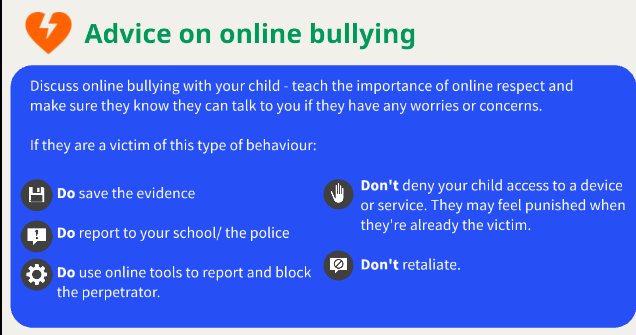 Advice on online bullying
Discuss online bullying with your child - teach the importance of online respect and
make sure they know they can talk to you if they have any worries or concerns.
If they are a victim of this type of behaviour:
Do save the evidence
Do report to your school/ the police
Do use online tools to report and block
the perpetrator.
Don't deny your child access to a device
or service. They may feel punished when
they're already the victim.
Don't retaliate.